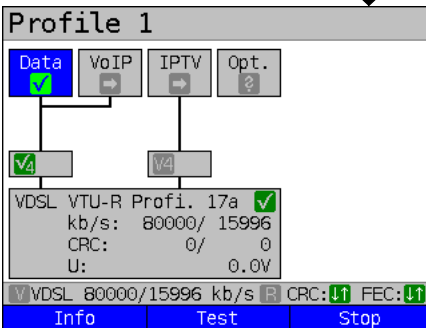 Profile 1
Data VoIP IPTV Opt.
?
V4 V4
VDSL VTU-R Profi. 17a
kb/s: 80000/ 15996
CRC: 0/ 0
U: 0.0V
V VDSL 80000/15996 kb/s R CRC: FEC:
Info Test Stop